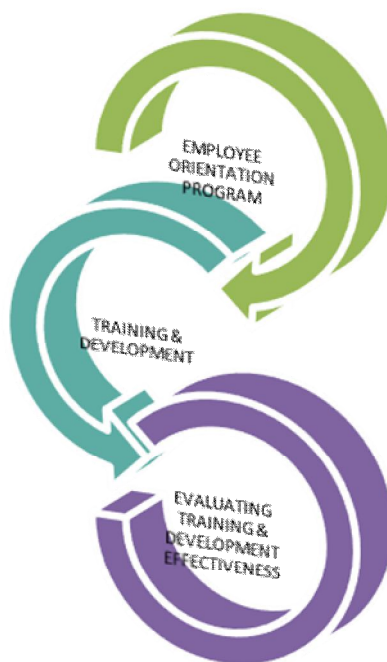 EMPLOYEE
ORIENTATION
PROGRAM
TRAINING &
DEVELOPMENT
EVALUATING
TRAINING &
DEVELOPMENT
EFFECTIVENESS